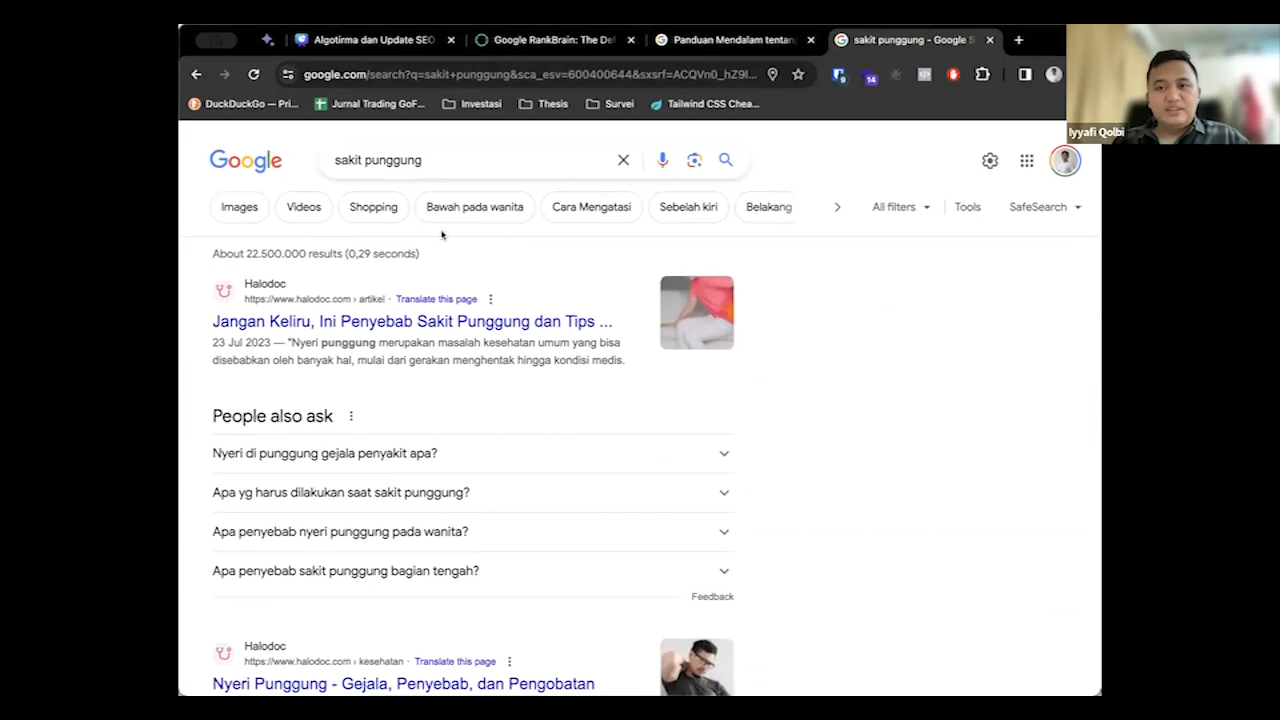 Algotirma dan Update SEO
Google RankBrain: The De
Panduan Mendalam tentang
sakit punggung - Google S
google.com/search?q=sakit+punggung&sca_esv=600400644&sxsrf=ACQVn0_hZ9I...
9
14
DuckDuckGo — Pri...
Jurnal Trading GoF...
Investasi
Thesis
Survei
Tailwind CSS Chea...
Iyyafi Qolbi
Google
sakit punggung
Images
Videos
Shopping
Bawah pada wanita
Cara Mengatasi
Sebelah kiri
Belakang
All filters
Tools
SafeSearch
About 22.500.000 results (0,29 seconds)
Halodoc
https://www.halodoc.com › artikel · Translate this page
Jangan Keliru, Ini Penyebab Sakit Punggung dan Tips ...
23 Jul 2023 — "Nyeri punggung merupakan masalah kesehatan umum yang bisa
disebabkan oleh banyak hal, mulai dari gerakan menghentak hingga kondisi medis.
People also ask
Nyeri di punggung gejala penyakit apa?
Apa yg harus dilakukan saat sakit punggung?
Apa penyebab nyeri punggung pada wanita?
Apa penyebab sakit punggung bagian tengah?
Feedback
Halodoc
https://www.halodoc.com › kesehatan · Translate this page
Nyeri Punggung - Gejala, Penyebab, dan Pengobatan